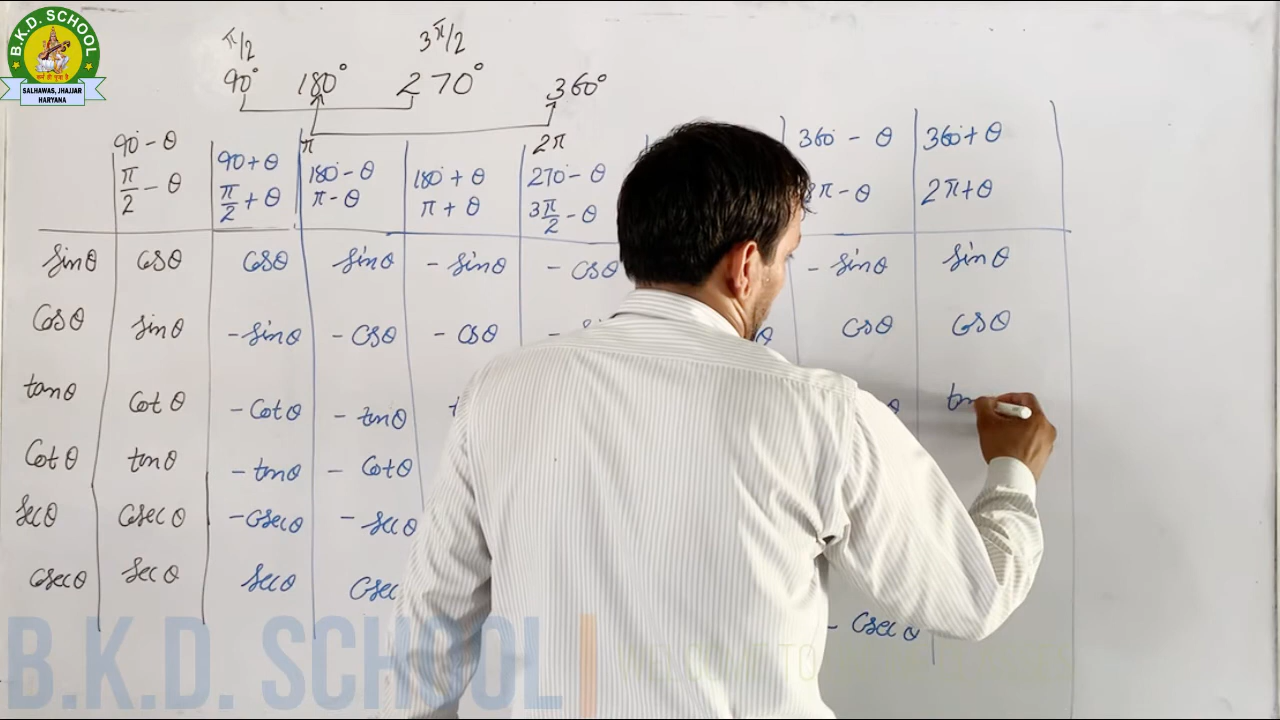 B.K.D. SCHOOL
कर्म ही पूजा है
SALHAWAS, JHAJJAR
HARYANA
π/2 3π/2
90° 180° 270° 360°
π 2π
90° - θ 90° + θ 180° - θ 180° + θ 270° - θ 360° - θ 360° + θ
π/2 - θ π/2 + θ π - θ π + θ 3π/2 - θ π - θ 2π + θ
sinθ cosθ cosθ sinθ - sinθ - cosθ - sinθ sinθ
cosθ sinθ - sinθ - cosθ - cosθ - cosθ cosθ
tanθ cotθ - cotθ - tanθ
cotθ tanθ - tanθ - cotθ
secθ cosecθ - cosecθ - secθ
cosecθ secθ secθ cosec - cosecθ
B.K.D. SCHOOL